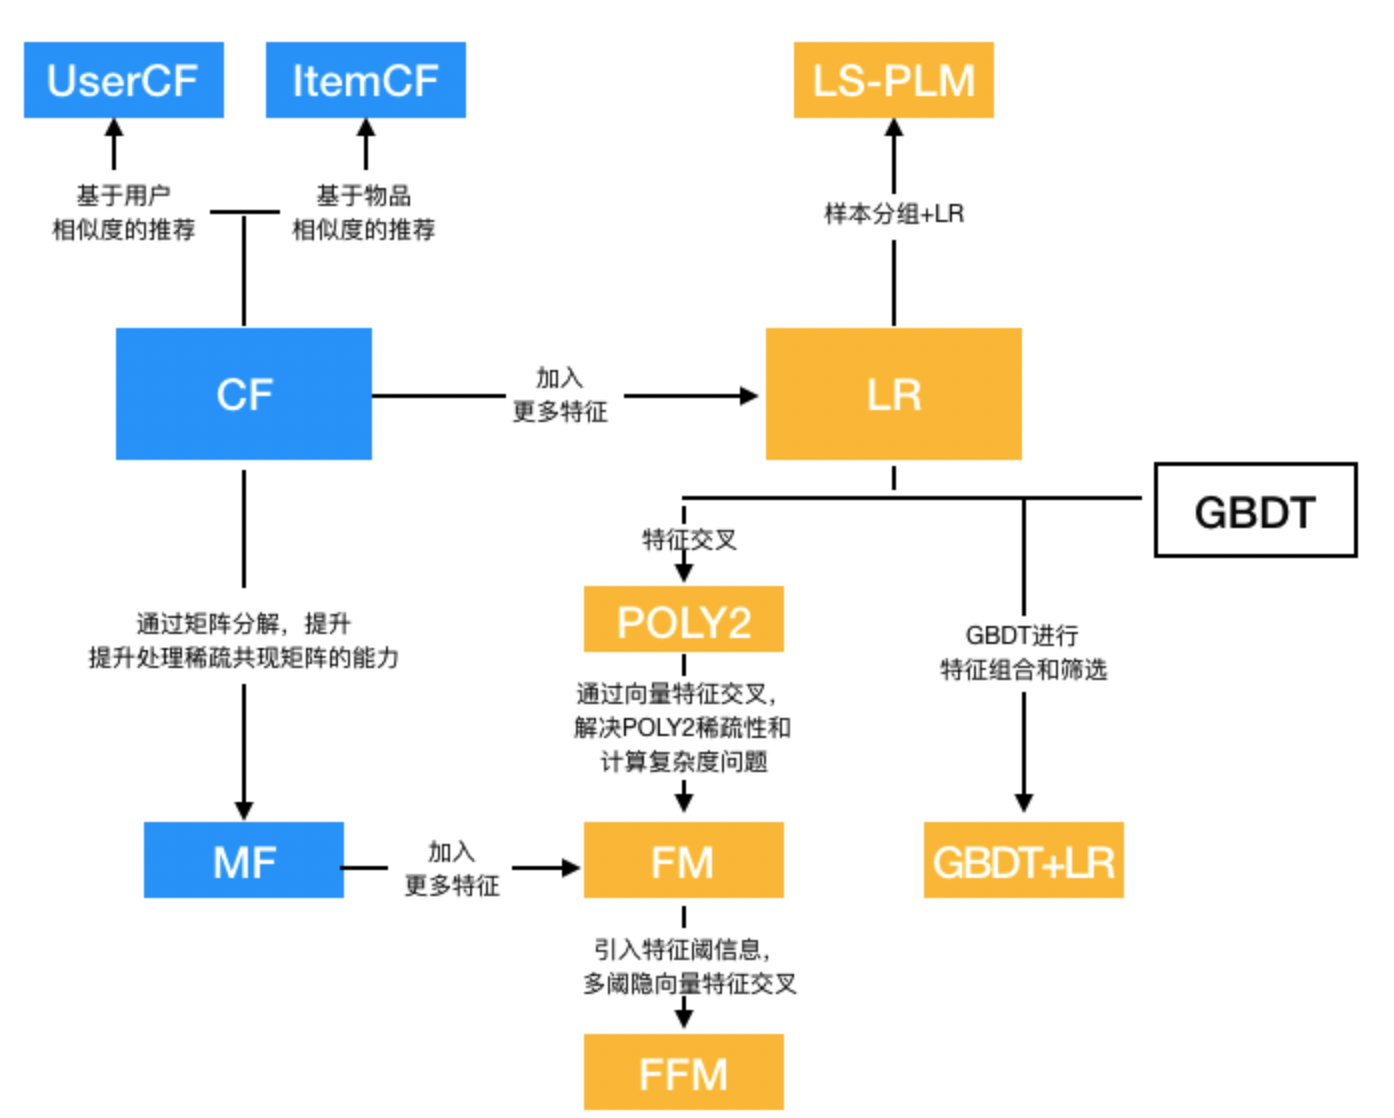 UserCF
ItemCF
LS-PLM
基于用户
相似度的推荐
基于物品
相似度的推荐
样本分组+LR
CF
加入
更多特征
LR
GBDT
特征交叉
POLY2
通过矩阵分解，提升
提升处理稀疏共现矩阵的能力
GBDT进行
特征组合和筛选
通过向量特征交叉，
解决POLY2稀疏性和
计算复杂度问题
MF
加入
更多特征
FM
GBDT+LR
引入特征阈信息，
多阈隐向量特征交叉
FFM